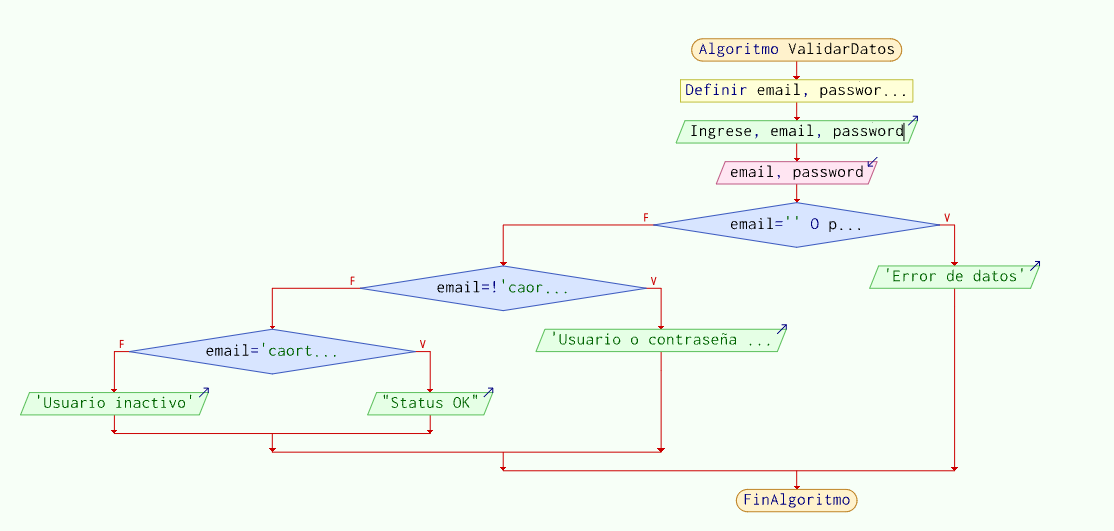 Algoritmo ValidarDatos
Definir email, passwor...
Ingrese, email, password
email, password
email='' O p...
F
V
'Error de datos'
email=!'caor...
F
V
'Usuario o contraseña ...
email='caort...
F
V
'Usuario inactivo'
"Status OK"
FinAlgoritmo